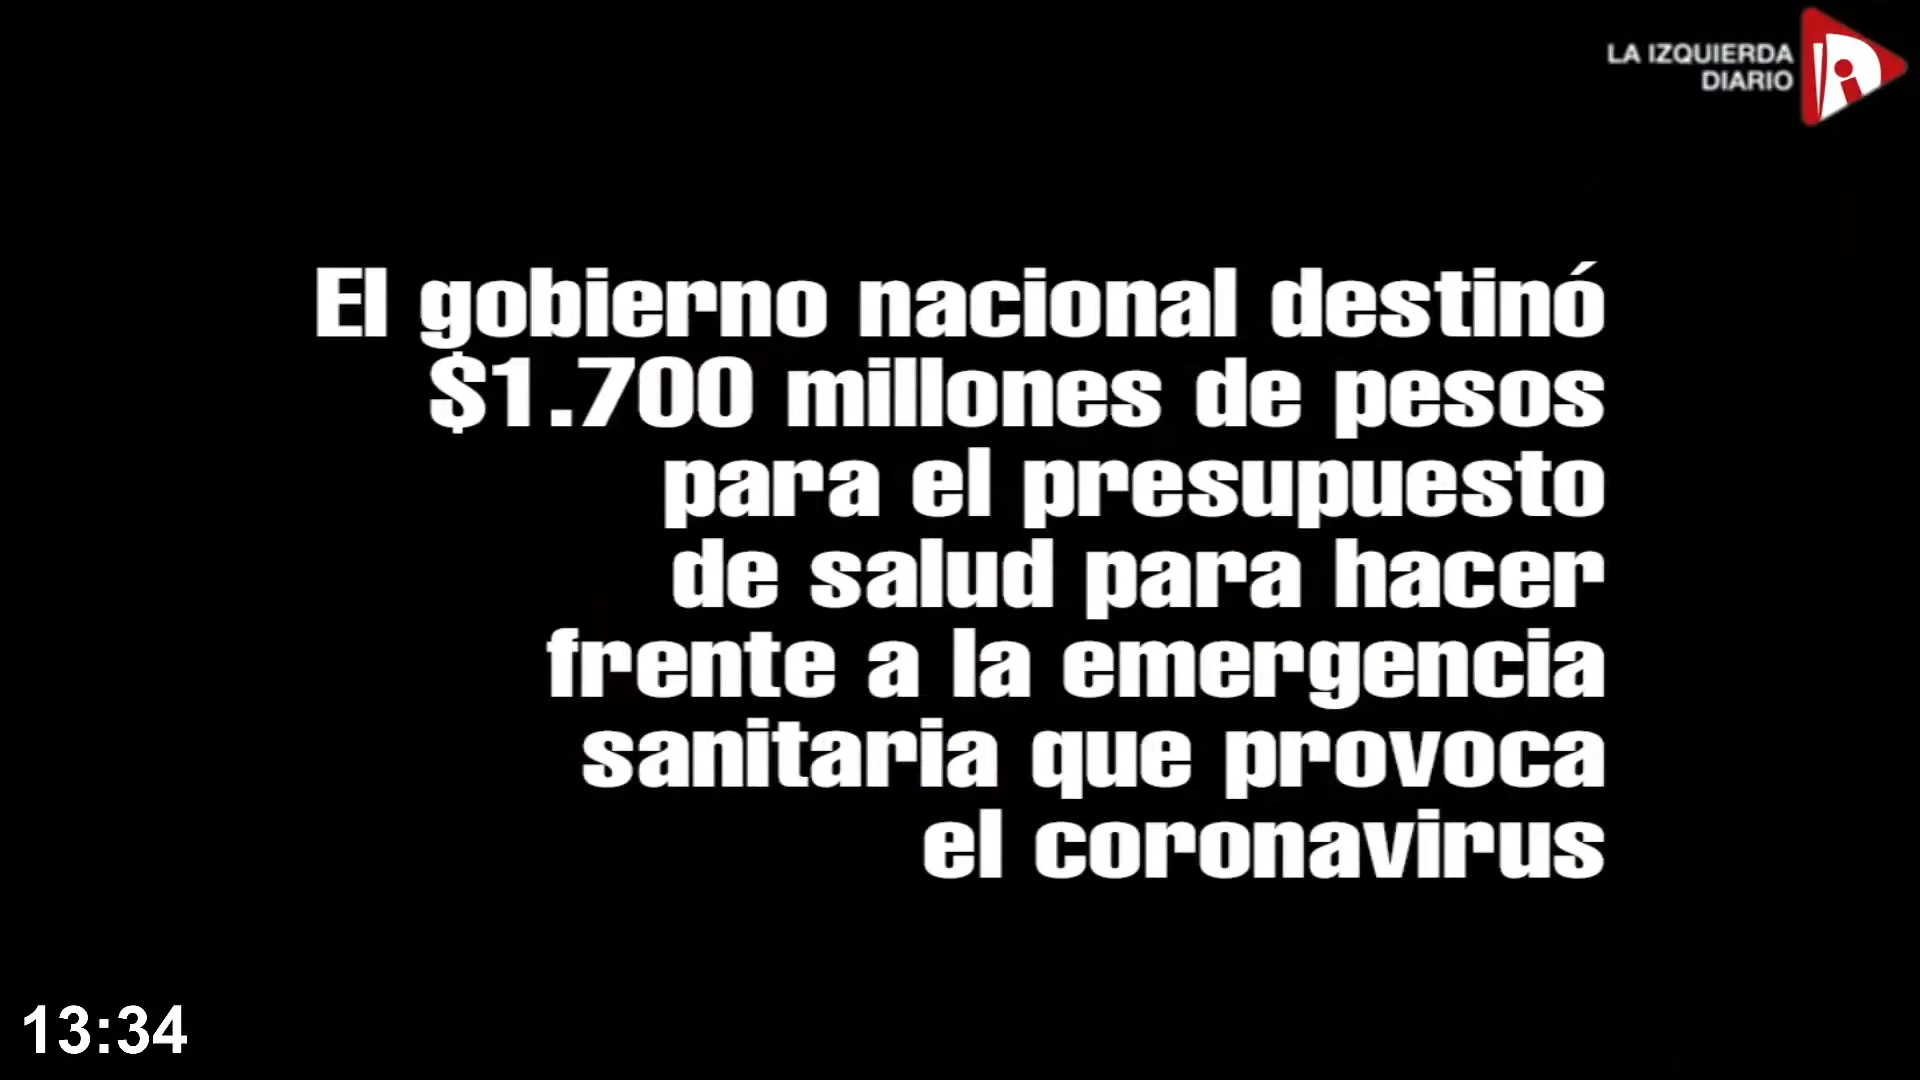 LA IZQUIERDA
DIARIO
El gobierno nacional destinó
$1.700 millones de pesos
para el presupuesto
de salud para hacer
frente a la emergencia
sanitaria que provoca
el coronavirus
13:34